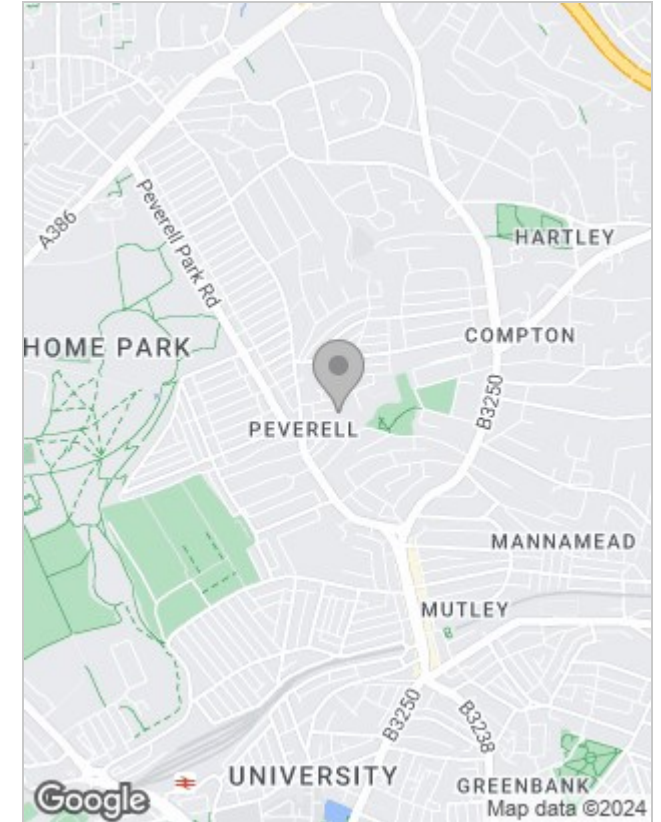 HARTLEY
A386
Peverell Park Rd
COMPTON
HOME PARK
B3250
PEVERELL
MANNAMEAD
MUTLEY
B3250
B3238
UNIVERSITY
GREENBANK
Google
Map data ©2024